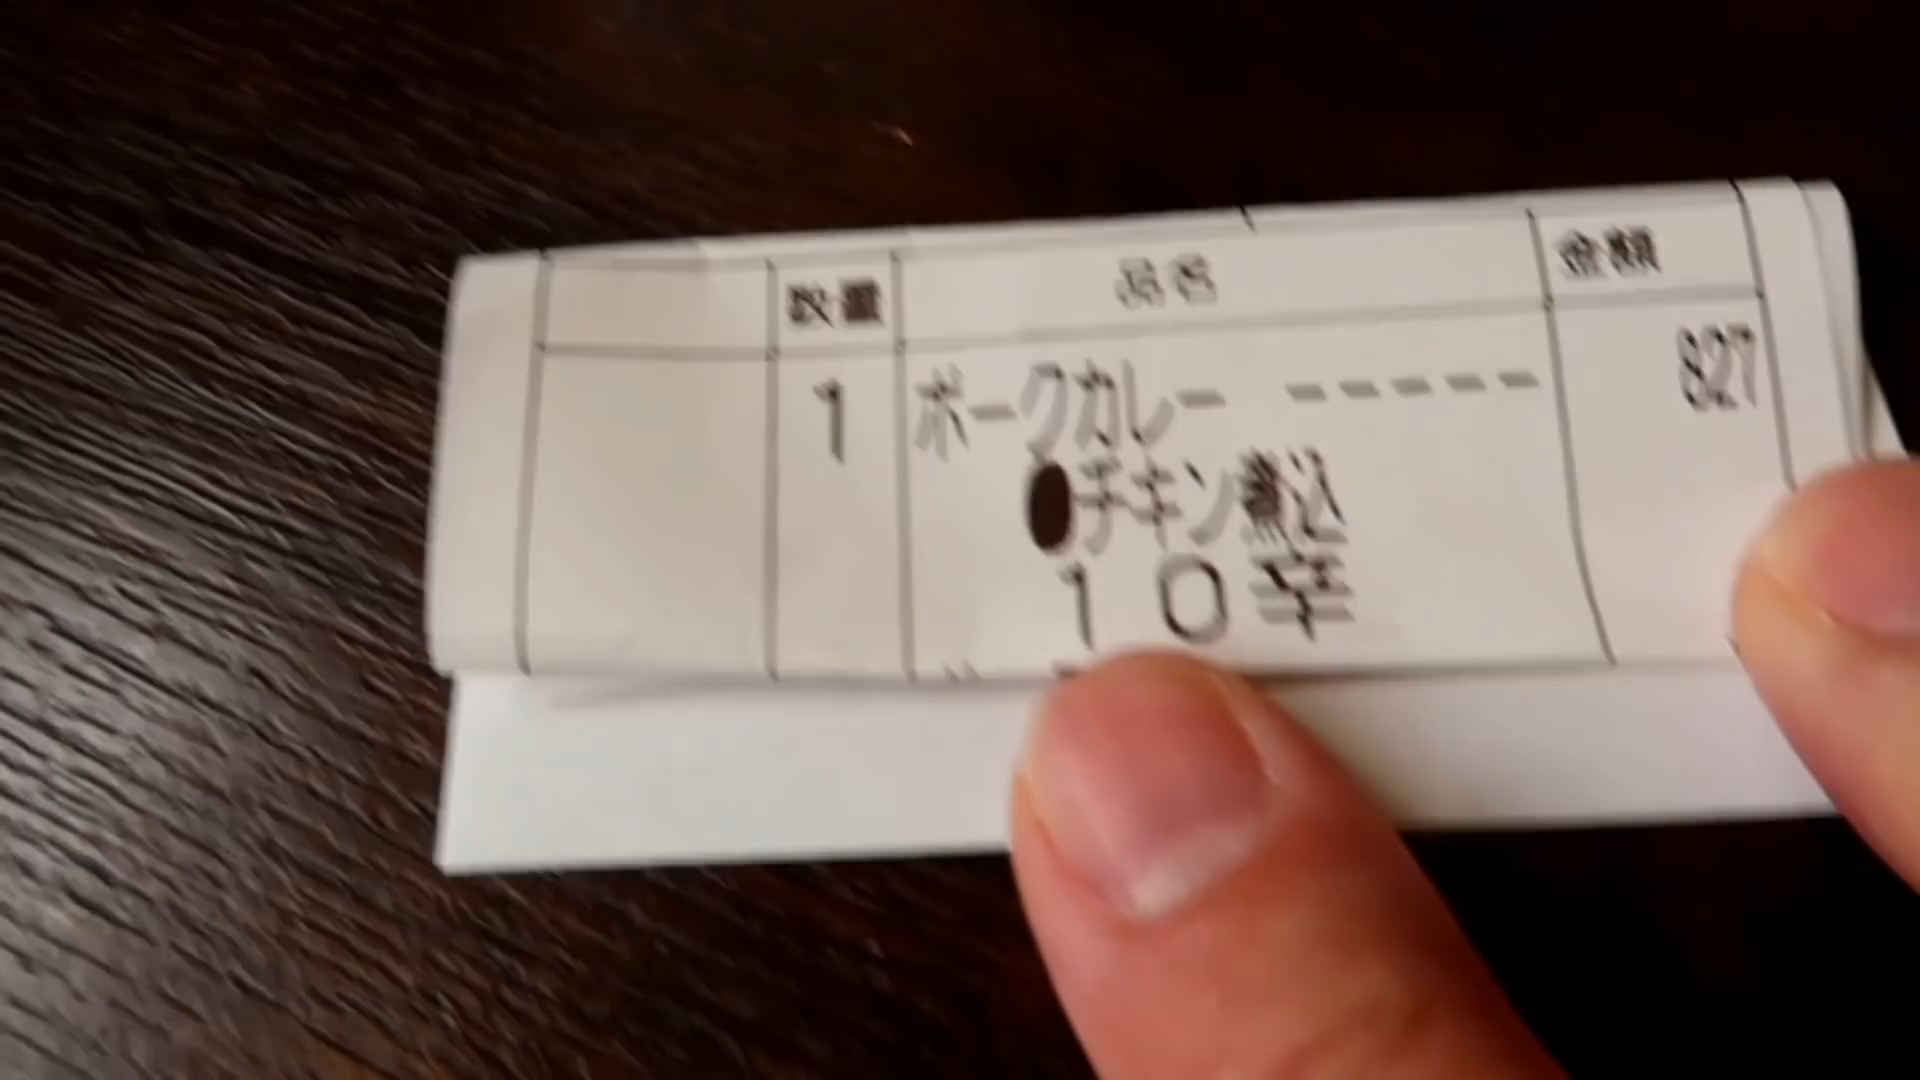 数量 品名 金額
1 ポークカレー ----- 827
●チキン煮込
10辛